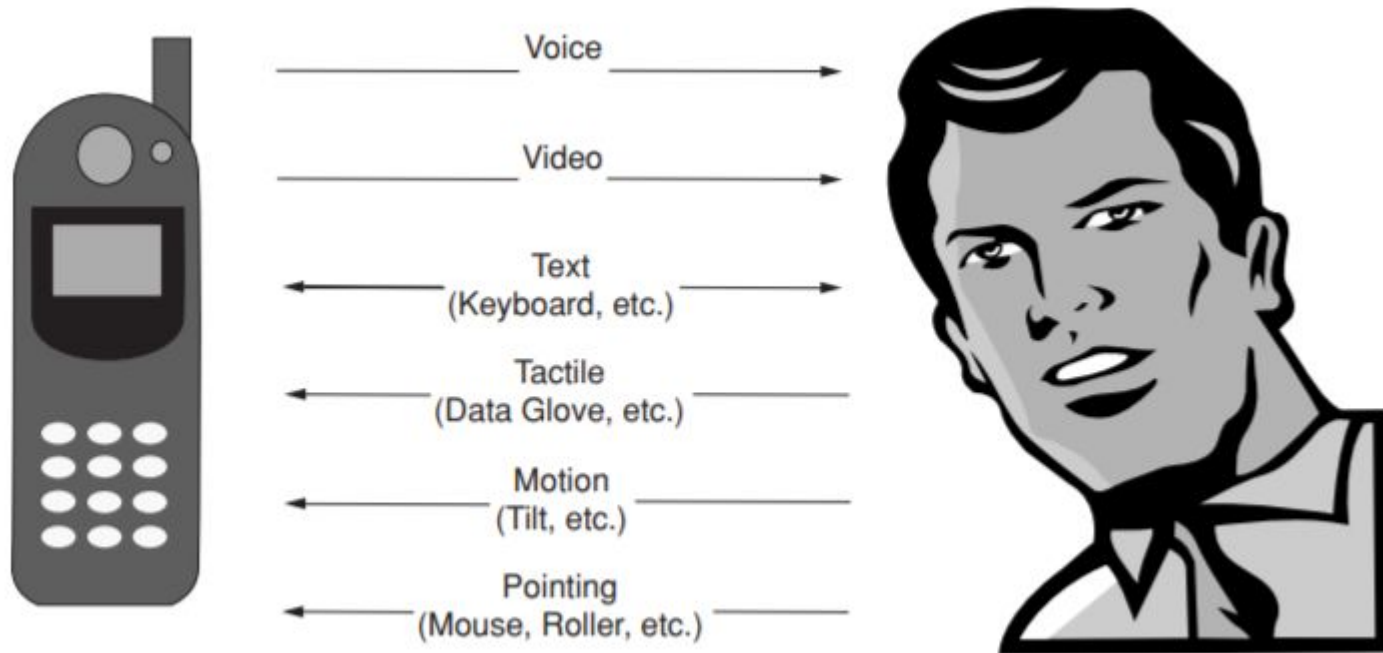 Voice
Video
Text
(Keyboard, etc.)
Tactile
(Data Glove, etc.)
Motion
(Tilt, etc.)
Pointing
(Mouse, Roller, etc.)